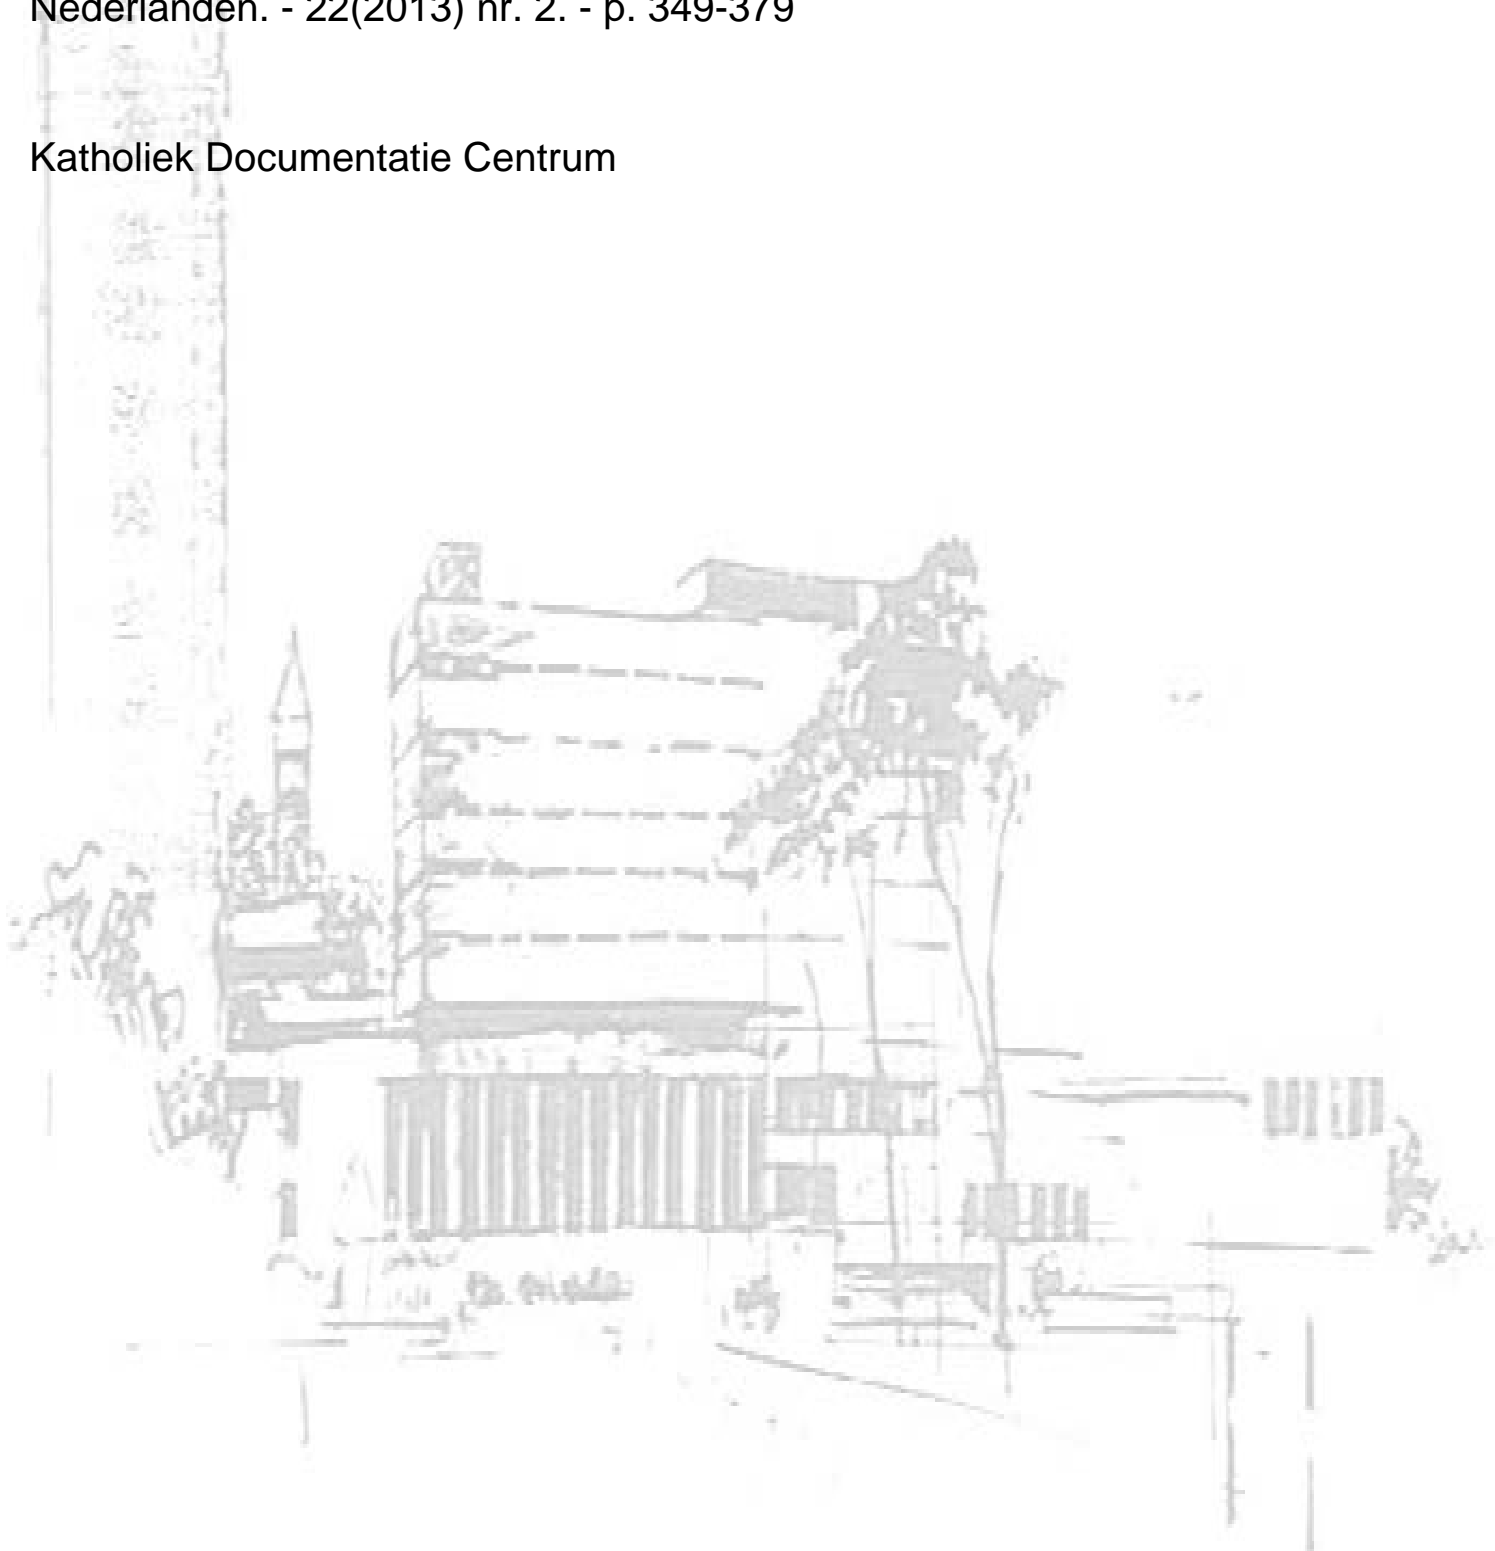 Nederlanden. - 22(2013) nr. 2. - p. 349-379
Katholiek Documentatie Centrum